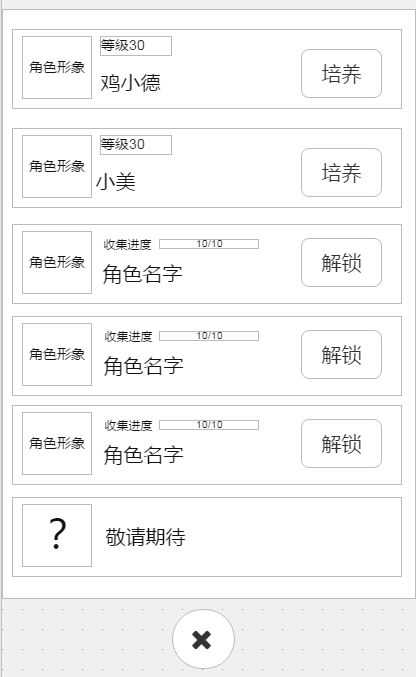 角色形象
等级30
鸡小德
培养
角色形象
等级30
小美
培养
角色形象
收集进度 10/10
角色名字
解锁
角色形象
收集进度 10/10
角色名字
解锁
角色形象
收集进度 10/10
角色名字
解锁
?
敬请期待